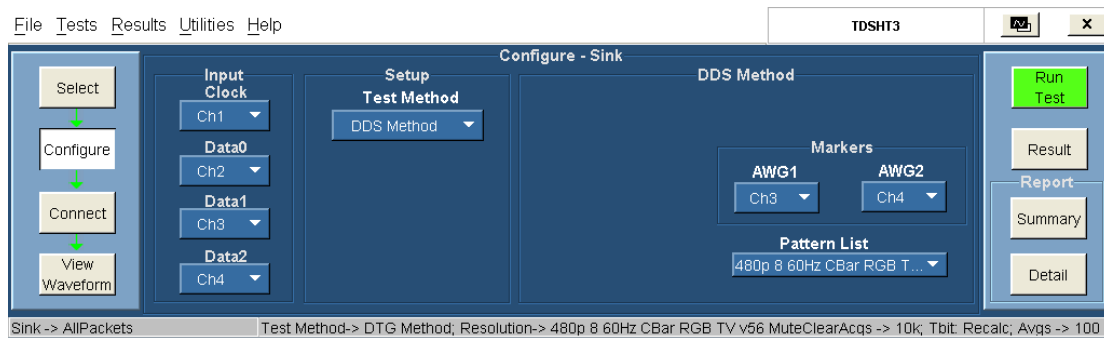 File Tests Results Utilities Help
TDSHT3
x
Configure - Sink
Select
Configure
Connect
View
Waveform
Input
Clock
Ch1
Data0
Ch2
Data1
Ch3
Data2
Ch4
Setup
Test Method
DDS Method
DDS Method
Markers
AWG1
AWG2
Ch3
Ch4
Pattern List
480p 8 60Hz CBar RGB T...
Run
Test
Result
Report
Summary
Detail
Sink -> AllPackets
Test Method-> DTG Method; Resolution-> 480p 8 60Hz CBar RGB TV v56 MuteClearAcqs -> 10k; Tbit: Recalc; Avgs -> 100